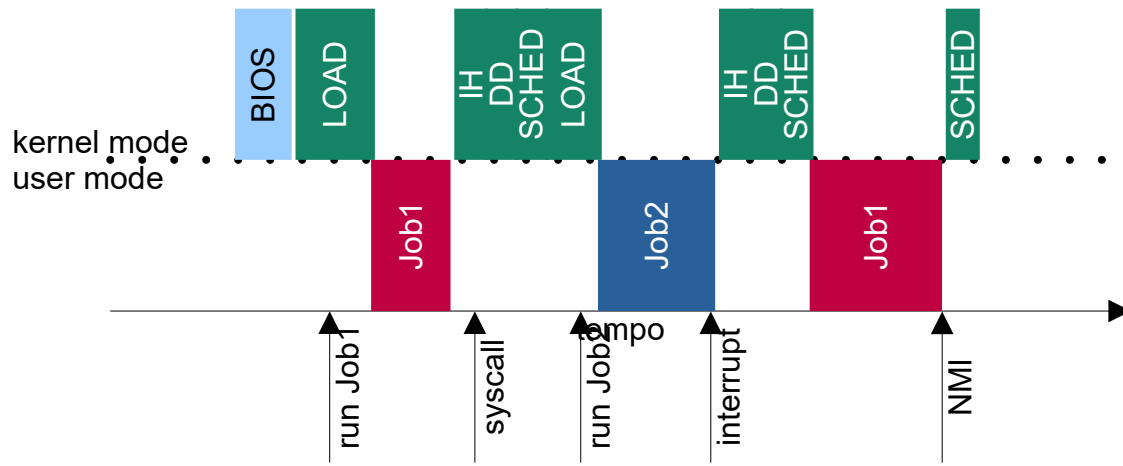 BIOS
LOAD
IH
DD
SCHED
LOAD
IH
DD
SCHED
SCHED
kernel mode
user mode
Job1
Job2
Job1
tempo
run Job1
syscall
run Job2
interrupt
NMI